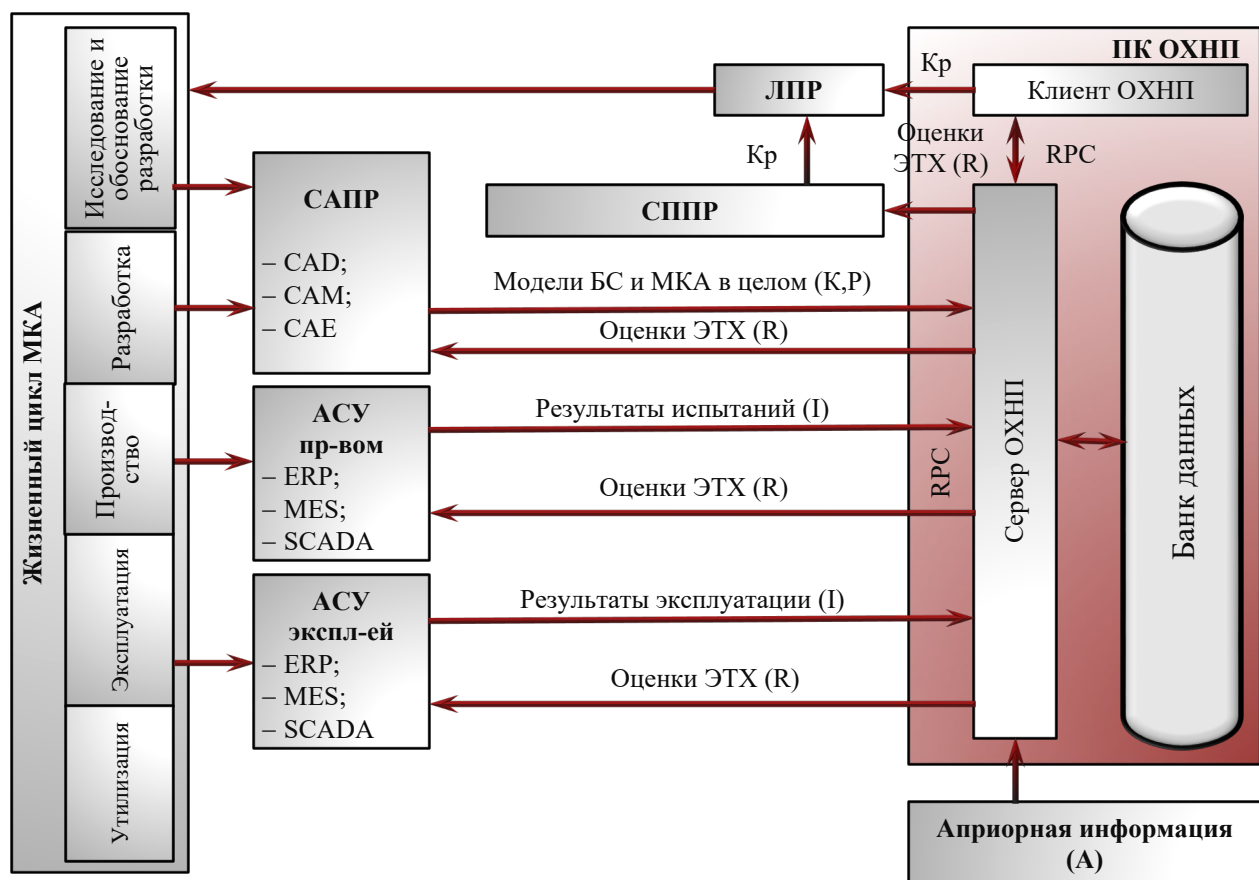 Жизненный цикл МКА
Исследование и
обоснование
разработки
Разработка
Производ-
ство
Эксплуатация
Утилизация
САПР
– CAD;
– CAM;
– CAE
АСУ
пр-вом
– ERP;
– MES;
– SCADA
АСУ
экспл-ей
– ERP;
– MES;
– SCADA
ЛПР
Кр
СППР
Кр
Модели БС и МКА в целом (К,Р)
Оценки ЭТХ (R)
Результаты испытаний (I)
Оценки ЭТХ (R)
Результаты эксплуатации (I)
Оценки ЭТХ (R)
ПК ОХНП
Клиент ОХНП
Оценки
ЭТХ (R)
RPC
RPC
Сервер ОХНП
Банк данных
Априорная информация
(А)